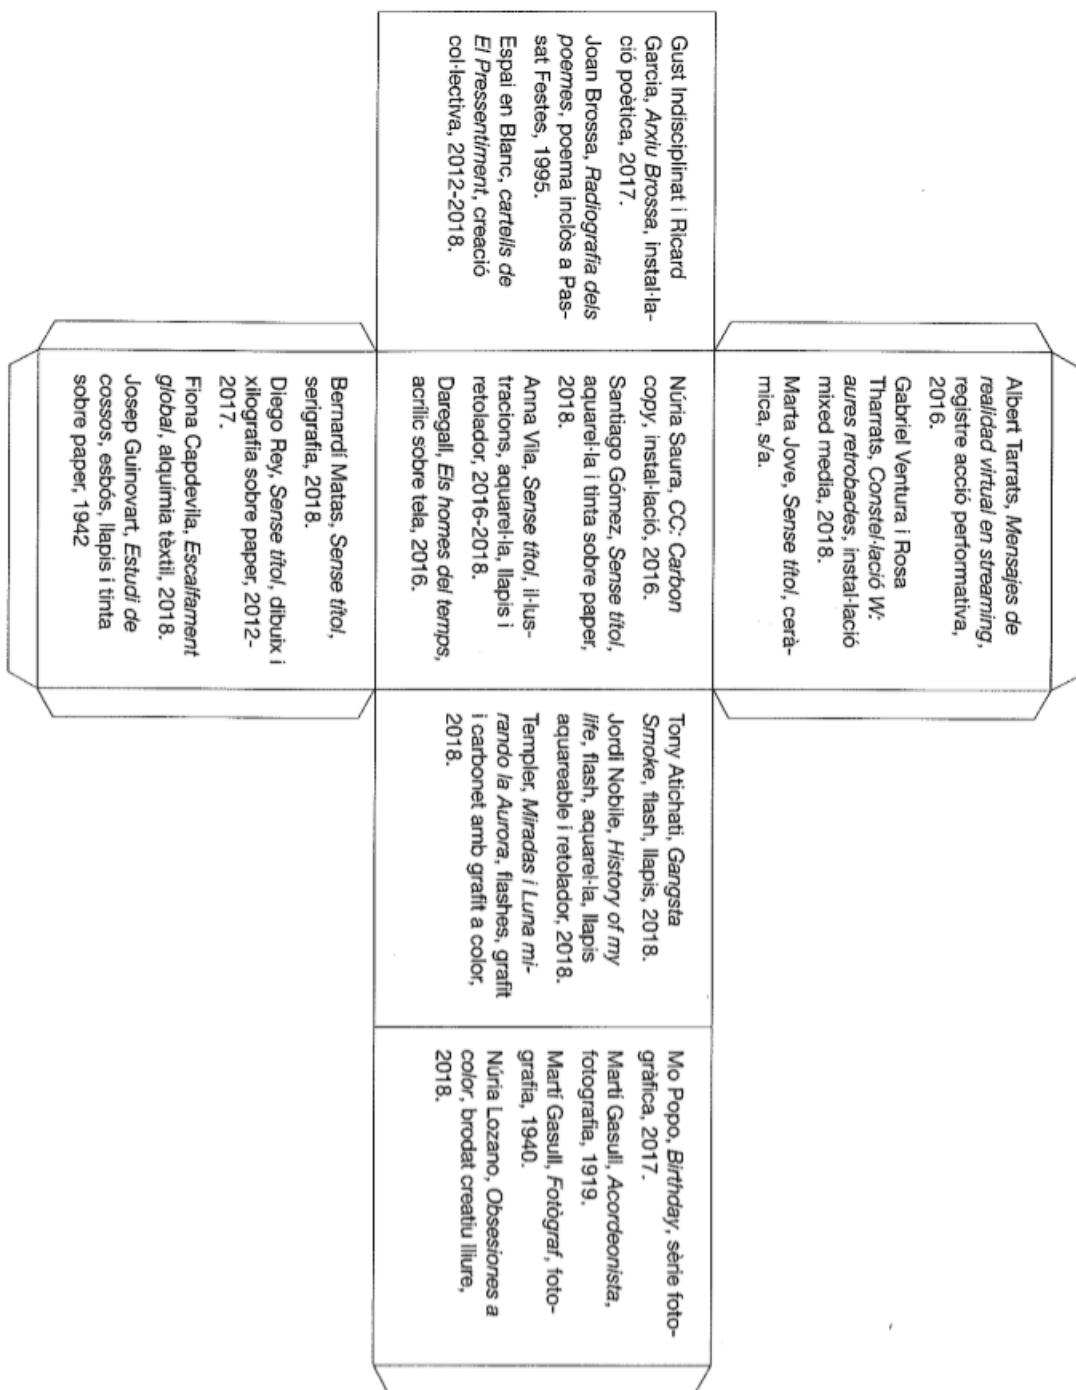 Gust Indisciplinat i Ricard
Garcia, Arxiu Brossa, instal·la-
ció poètica, 2017.
Joan Brossa, Radiografia dels
poemes, poema inclòs a Pas-
sat Festes, 1995.
Espai en Blanc, cartells de
El Pressentiment, creació
col·lectiva, 2012-2018.
Albert Tarrats, Mensajes de
realidad virtual en streaming,
registre acció performativa,
2016.
Gabriel Ventura i Rosa
Tharrats, Constel·lació W:
aures retrobades, instal·lació
mixed media, 2018.
Marta Jove, Sense títol, cerà-
mica, s/a.
Núria Saura, CC: Carbon
copy, instal·lació, 2016.
Santiago Gómez, Sense títol,
aquarel·la i tinta sobre paper,
2018.
Anna Vila, Sense títol, il·lus-
tracions, aquarel·la, llapis i
retolador, 2016-2018.
Daregall, Els homes del temps,
acrílic sobre tela, 2016.
Bernardí Matas, Sense títol,
serigrafia, 2018.
Diego Rey, Sense títol, dibuix i
xilografia sobre paper, 2012-
2017.
Fiona Capdevila, Escalfament
global, alquímia tèxtil, 2018.
Josep Guinovart, Estudi de
cossos, esbós, llapis i tinta
sobre paper, 1942
Tony Atichati, Gangsta
Smoke, flash, llapis, 2018.
Jordi Nobile, History of my
life, flash, aquarel·la, llapis
aquareable i retolador, 2018.
Templer, Miradas i Luna mi-
rando la Aurora, flashes, grafit
i carbonet amb grafit a color,
2018.
Mo Popo, Birthday, sèrie foto-
gràfica, 2017.
Martí Gasull, Acordeonista,
fotografia, 1919.
Martí Gasull, Fotògraf, foto-
grafia, 1940.
Núria Lozano, Obsesiones a
color, brodat creatiu lliure,
2018.